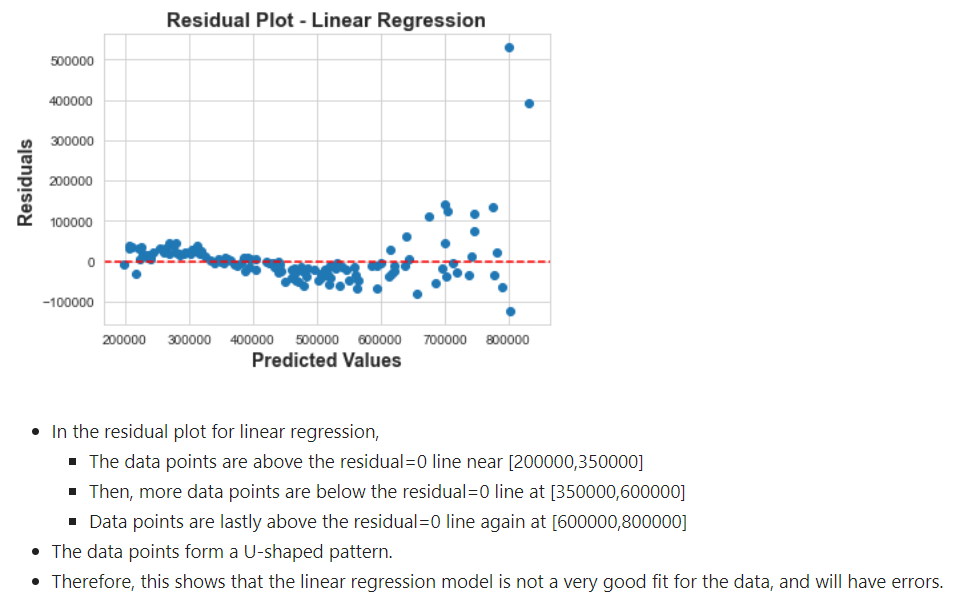 Residual Plot - Linear Regression
500000
400000
300000
200000
100000
0
−100000
Residuals
200000 300000 400000 500000 600000 700000 800000
Predicted Values
• In the residual plot for linear regression,
▪ The data points are above the residual=0 line near [200000,350000]
▪ Then, more data points are below the residual=0 line at [350000,600000]
▪ Data points are lastly above the residual=0 line again at [600000,800000]
• The data points form a U-shaped pattern.
• Therefore, this shows that the linear regression model is not a very good fit for the data, and will have errors.